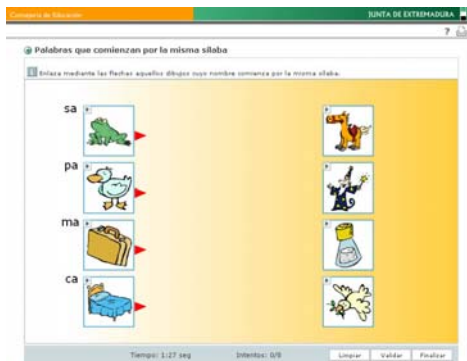 Consejería de Educación
JUNTA DE EXTREMADURA
?
Palabras que comienzan por la misma sílaba
Enlaza mediante las flechas aquellos dibujos cuyo nombre comienza por la misma sílaba.
sa
pa
ma
ca
Tiempo: 1:27 seg
Intentos: 0/8
Limpiar
Validar
Finalizar